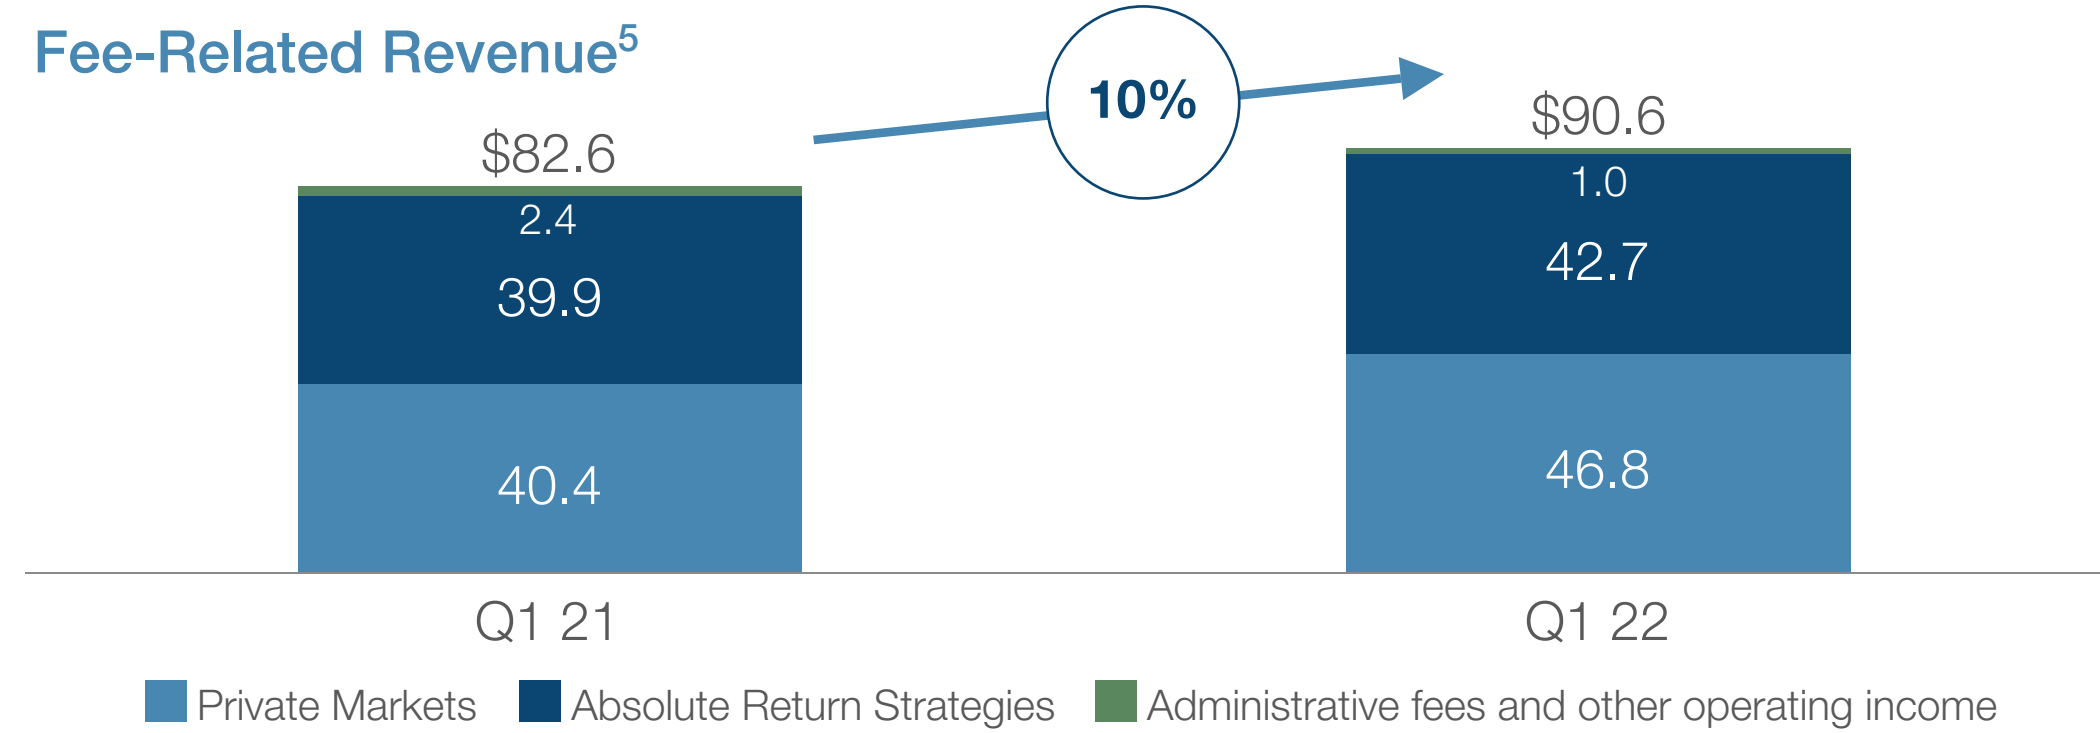 Fee-Related Revenue⁵
10%
$82.6
$90.6
2.4
1.0
39.9
42.7
40.4
46.8
Q1 21
Q1 22
Private Markets
Absolute Return Strategies
Administrative fees and other operating income